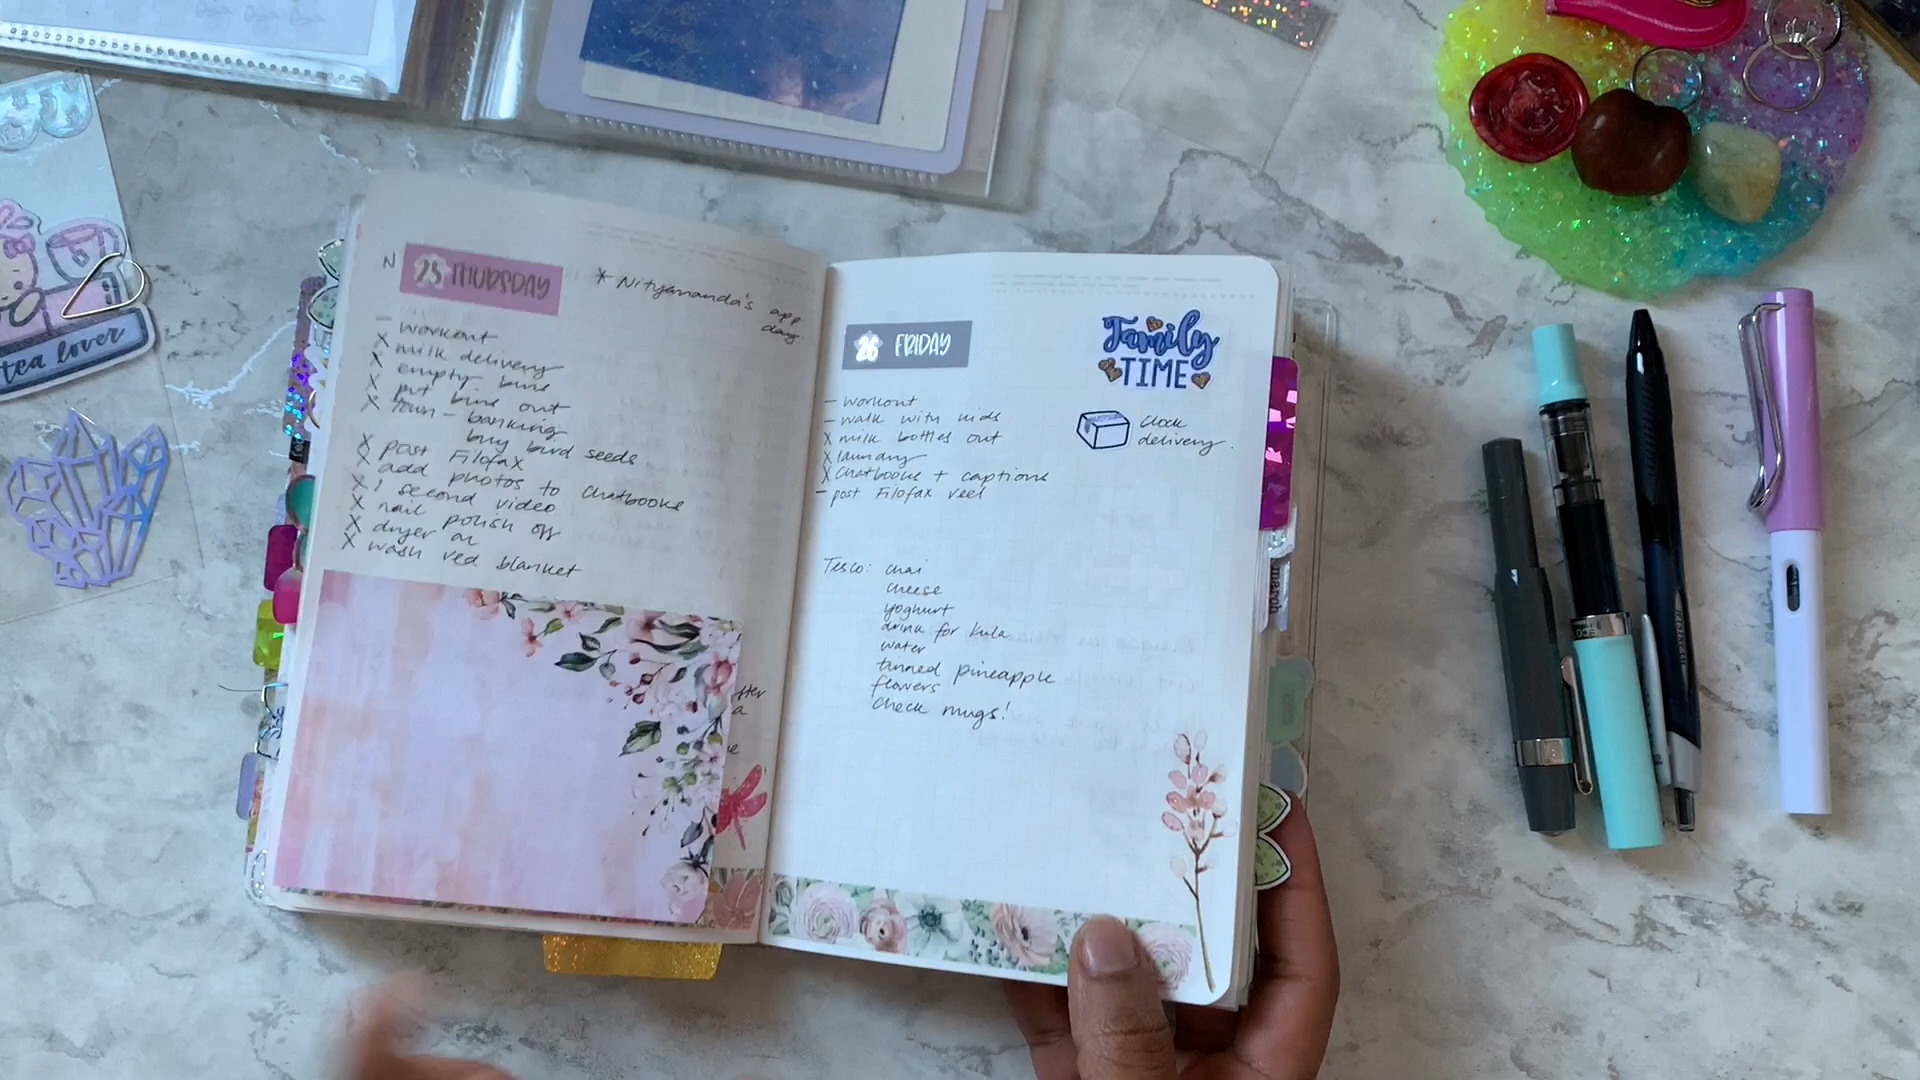 tea lover
N
25 THURSDAY
* Nityananda's app.
day.
- workout
X milk delivery
X empty bins
X put bins out
X town - banking
buy bird seeds
X post Filofax
X add photos to chatbooks
X 1 second video
X nail polish off
X dryer on
X wash red blanket
26 FRIDAY
Family
TIME
- workout
- walk with kids
X milk bottles out
X laundry
X Chatbooks + captions
- post Filofax reel
Clock
delivery.
Tesco: chai
cheese
yoghurt
drink for Kula
water
tinned pineapple
flowers
check mugs!
march
notes